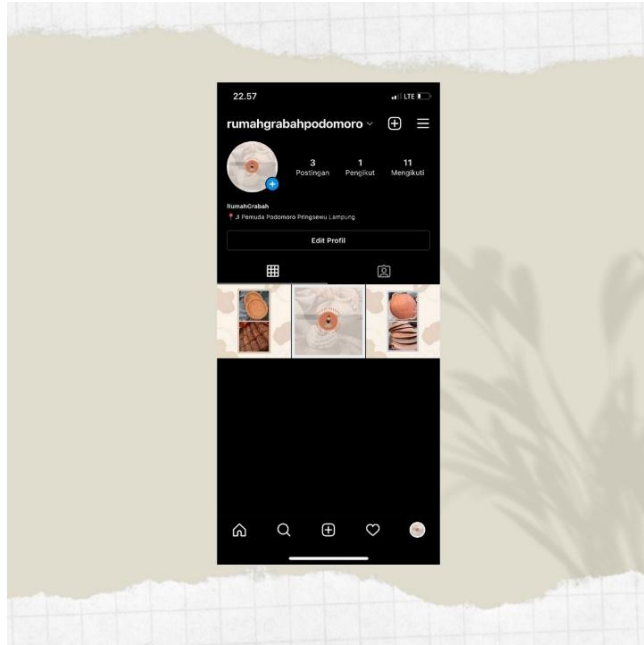 22.57 LTE
rumahgrabahpodomoro
3 1 11
Postingan Pengikut Mengikuti
RumahGrabah
Jl Pemuda Podomoro Pringsewu Lampung
Edit Profil